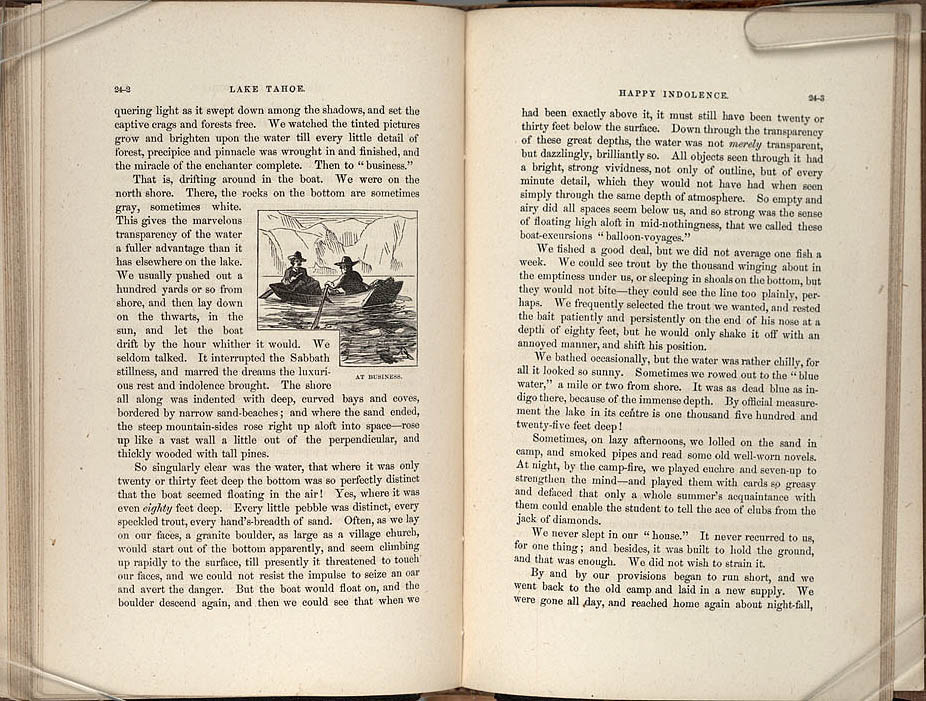 24-2
LAKE TAHOE.
quering light as it swept down among the shadows, and set the
captive crags and forests free. We watched the tinted pictures
grow and brighten upon the water till every little detail of
forest, precipice and pinnacle was wrought in and finished, and
the miracle of the enchanter complete. Then to “business.”
That is, drifting around in the boat. We were on the
north shore. There, the rocks on the bottom are sometimes
gray, sometimes white.
This gives the marvelous
transparency of the water
a fuller advantage than it
has elsewhere on the lake.
We usually pushed out a
hundred yards or so from
shore, and then lay down
on the thwarts, in the
sun, and let the boat
drift by the hour whither it would. We
seldom talked. It interrupted the Sabbath
stillness, and marred the dreams the luxuri-
ous rest and indolence brought. The shore
all along was indented with deep, curved bays and coves,
bordered by narrow sand-beaches; and where the sand ended,
the steep mountain-sides rose right up aloft into space—rose
up like a vast wall a little out of the perpendicular, and
thickly wooded with tall pines.
AT BUSINESS.
So singularly clear was the water, that where it was only
twenty or thirty feet deep the bottom was so perfectly distinct
that the boat seemed floating in the air! Yes, where it was
even eighty feet deep. Every little pebble was distinct, every
speckled trout, every hand's-breadth of sand. Often, as we lay
on our faces, a granite boulder, as large as a village church,
would start out of the bottom apparently, and seem climbing
up rapidly to the surface, till presently it threatened to touch
our faces, and we could not resist the impulse to seize an oar
and avert the danger. But the boat would float on, and the
boulder descend again, and then we could see that when we
HAPPY INDOLENCE.
24-3
had been exactly above it, it must still have been twenty or
thirty feet below the surface. Down through the transparency
of these great depths, the water was not merely transparent,
but dazzlingly, brilliantly so. All objects seen through it had
a bright, strong vividness, not only of outline, but of every
minute detail, which they would not have had when seen
simply through the same depth of atmosphere. So empty and
airy did all spaces seem below us, and so strong was the sense
of floating high aloft in mid-nothingness, that we called these
boat-excursions “balloon-voyages.”
We fished a good deal, but we did not average one fish a
week. We could see trout by the thousand winging about in
the emptiness under us, or sleeping in shoals on the bottom, but
they would not bite—they could see the line too plainly, per-
haps. We frequently selected the trout we wanted, and rested
the bait patiently and persistently on the end of his nose at a
depth of eighty feet, but he would only shake it off with an
annoyed manner, and shift his position.
We bathed occasionally, but the water was rather chilly, for
all it looked so sunny. Sometimes we rowed out to the “blue
water,” a mile or two from shore. It was as dead blue as in-
digo there, because of the immense depth. By official measure-
ment the lake in its centre is one thousand five hundred and
twenty-five feet deep!
Sometimes, on lazy afternoons, we lolled on the sand in
camp, and smoked pipes and read some old well-worn novels.
At night, by the camp-fire, we played euchre and seven-up to
strengthen the mind—and played them with cards so greasy
and defaced that only a whole summer's acquaintance with
them could enable the student to tell the ace of clubs from the
jack of diamonds.
We never slept in our “house.” It never recurred to us,
for one thing; and besides, it was built to hold the ground,
and that was enough. We did not wish to strain it.
By and by our provisions began to run short, and we
went back to the old camp and laid in a new supply. We
were gone all day, and reached home again about night-fall,